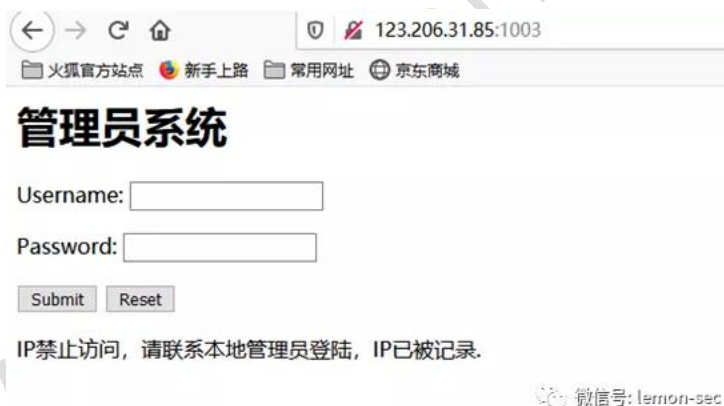 123.206.31.85:1003
火狐官方站点 新手上路 常用网址 京东商城
管理员系统
Username:
Password:
Submit Reset
IP禁止访问，请联系本地管理员登陆，IP已被记录.
微信号: lemon-sec